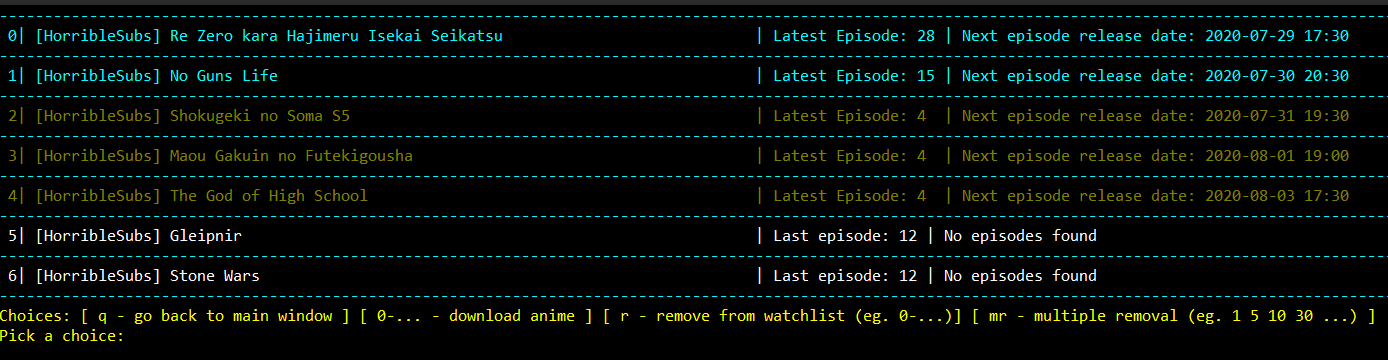 0| [HorribleSubs] Re Zero kara Hajimeru Isekai Seikatsu | Latest Episode: 28 | Next episode release date: 2020-07-29 17:30
1| [HorribleSubs] No Guns Life | Latest Episode: 15 | Next episode release date: 2020-07-30 20:30
2| [HorribleSubs] Shokugeki no Soma S5 | Latest Episode: 4 | Next episode release date: 2020-07-31 19:30
3| [HorribleSubs] Maou Gakuin no Futekigousha | Latest Episode: 4 | Next episode release date: 2020-08-01 19:00
4| [HorribleSubs] The God of High School | Latest Episode: 4 | Next episode release date: 2020-08-03 17:30
5| [HorribleSubs] Gleipnir | Last episode: 12 | No episodes found
6| [HorribleSubs] Stone Wars | Last episode: 12 | No episodes found
Choices: [ q - go back to main window ] [ 0-... - download anime ] [ r - remove from watchlist (eg. 0-...)] [ mr - multiple removal (eg. 1 5 10 30 ...) ]
Pick a choice: